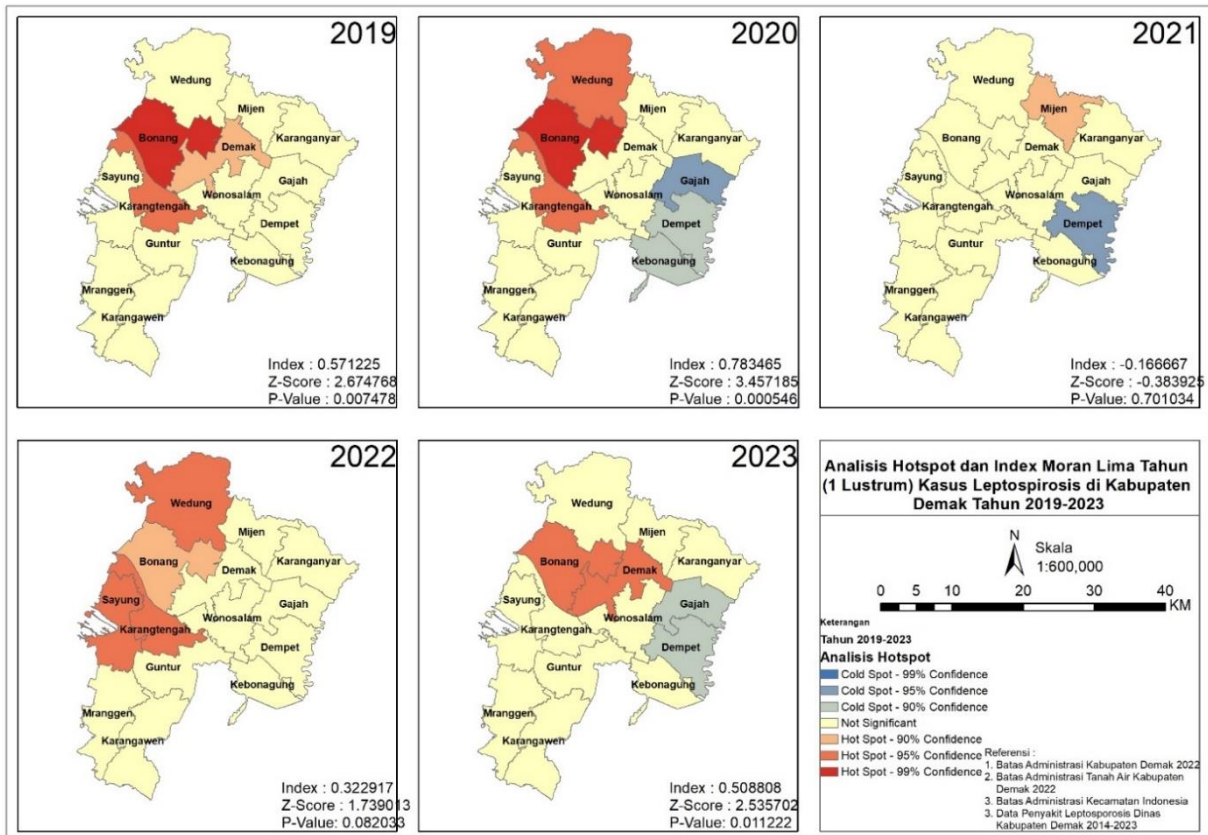 2019
Wedung
Mijen
Bonang
Karanganyar
Demak
Sayung
Gajah
Wonosalam
Karangtengah
Dempet
Guntur
Kebonagung
Mranggen
Karangawen
Index : 0.571225
Z-Score : 2.674768
P-Value : 0.007478
2020
Wedung
Mijen
Bonang
Karanganyar
Demak
Sayung
Gajah
Wonosalam
Karangtengah
Dempet
Guntur
Kebonagung
Mranggen
Karangawen
Index : 0.783465
Z-Score : 3.457185
P-Value : 0.000546
2021
Wedung
Mijen
Bonang
Karanganyar
Demak
Sayung
Gajah
Wonosalam
Karangtengah
Dempet
Guntur
Kebonagung
Mranggen
Karangawen
Index : -0.166667
Z-Score : -0.383925
P-Value: 0.701034
2022
Wedung
Mijen
Bonang
Karanganyar
Demak
Sayung
Gajah
Wonosalam
Karangtengah
Dempet
Guntur
Kebonagung
Mranggen
Karangawen
Index : 0.322917
Z-Score : 1.739013
P-Value: 0.082033
2023
Wedung
Mijen
Bonang
Karanganyar
Demak
Sayung
Gajah
Wonosalam
Karangtengah
Dempet
Guntur
Kebonagung
Mranggen
Karangawen
Index : 0.508808
Z-Score : 2.535702
P-Value: 0.011222
Analisis Hotspot dan Index Moran Lima Tahun
(1 Lustrum) Kasus Leptospirosis di Kabupaten
Demak Tahun 2019-2023
N
Skala
1:600,000
0 5 10 20 30 40
KM
Keterangan
Tahun 2019-2023
Analisis Hotspot
Cold Spot - 99% Confidence
Cold Spot - 95% Confidence
Cold Spot - 90% Confidence
Not Significant
Hot Spot - 90% Confidence
Hot Spot - 95% Confidence
Hot Spot - 99% Confidence
Referensi :
1. Batas Administrasi Kabupaten Demak 2022
2. Batas Administrasi Tanah Air Kabupaten
Demak 2022
3. Batas Administrasi Kecamatan Indonesia
3. Data Penyakit Leptosporosis Dinas
Kabupaten Demak 2014-2023